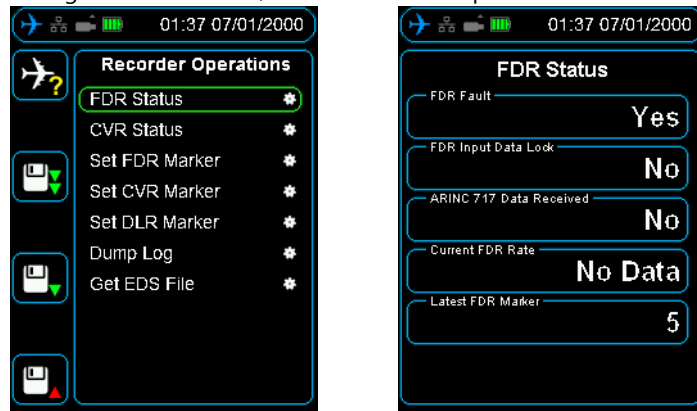 01:37 07/01/2000
?
Recorder Operations
FDR Status
CVR Status
Set FDR Marker
Set CVR Marker
Set DLR Marker
Dump Log
Get EDS File
01:37 07/01/2000
FDR Status
FDR Fault
Yes
FDR Input Data Lock
No
ARINC 717 Data Received
No
Current FDR Rate
No Data
Latest FDR Marker
5